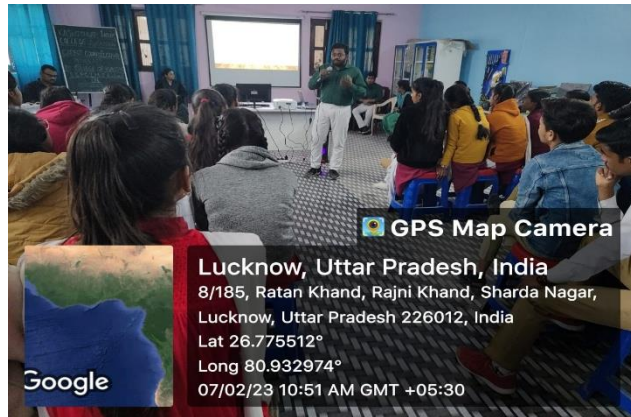 GPS Map Camera
Lucknow, Uttar Pradesh, India
8/185, Ratan Khand, Rajni Khand, Sharda Nagar,
Lucknow, Uttar Pradesh 226012, India
Lat 26.775512°
Long 80.932974°
07/02/23 10:51 AM GMT +05:30
Google